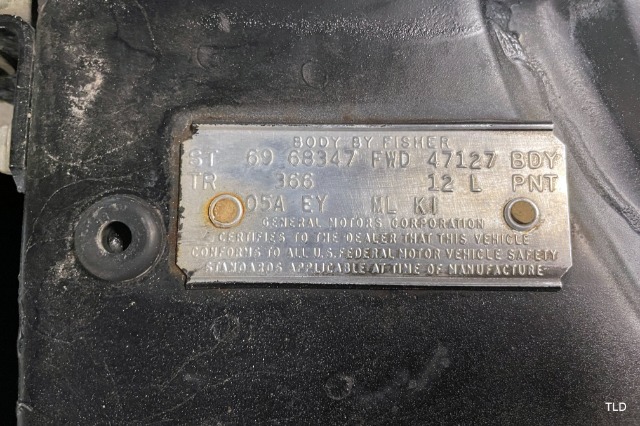 BODY BY FISHER
ST 69 68347 FWD 47127 BDY
TR 366 12 L PNT
05A EY ML KI
GENERAL MOTORS CORPORATION
CERTIFIES TO THE DEALER THAT THIS VEHICLE
CONFORMS TO ALL U.S. FEDERAL MOTOR VEHICLE SAFETY
STANDARDS APPLICABLE AT TIME OF MANUFACTURE
TLD